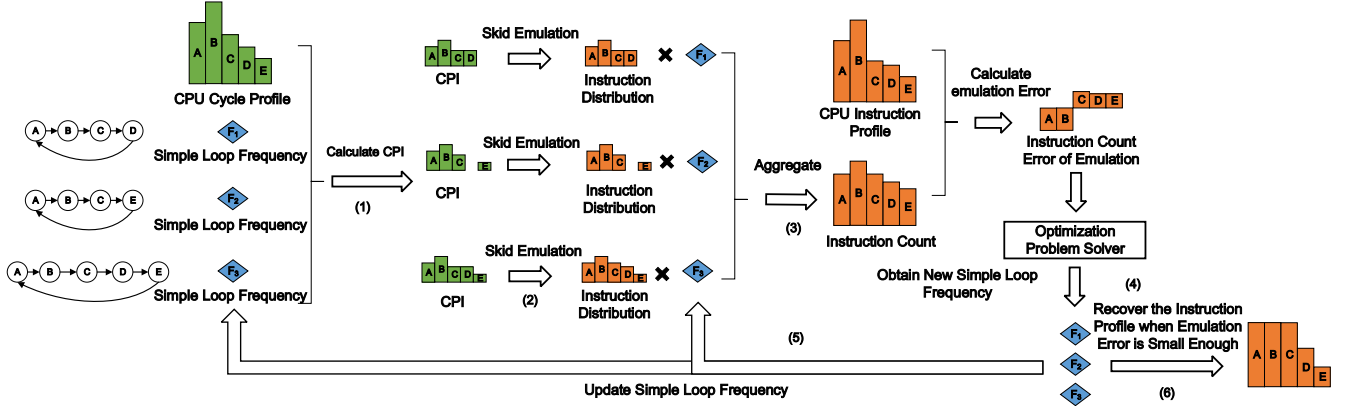 A
B
C
D
E
CPU Cycle Profile
A
B
C
D
F1
Simple Loop Frequency
A
B
C
E
F2
Simple Loop Frequency
A
B
C
D
E
F3
Simple Loop Frequency
Calculate CPI
(1)
A
B
C
D
CPI
Skid Emulation
A
B
C
D
Instruction
Distribution
F1
A
B
C
E
CPI
Skid Emulation
A
B
C
E
Instruction
Distribution
F2
A
B
C
D
E
CPI
Skid Emulation
(2)
A
B
C
D
E
Instruction
Distribution
F3
Aggregate
(3)
A
B
C
D
E
CPU Instruction
Profile
A
B
C
D
E
Instruction Count
Calculate
emulation Error
A
B
C
D
E
Instruction Count
Error of Emulation
Optimization
Problem Solver
Obtain New Simple Loop
Frequency
(4)
F1
F2
F3
(5)
Update Simple Loop Frequency
Recover the Instruction
Profile when Emulation
Error is Small Enough
(6)
A
B
C
D
E